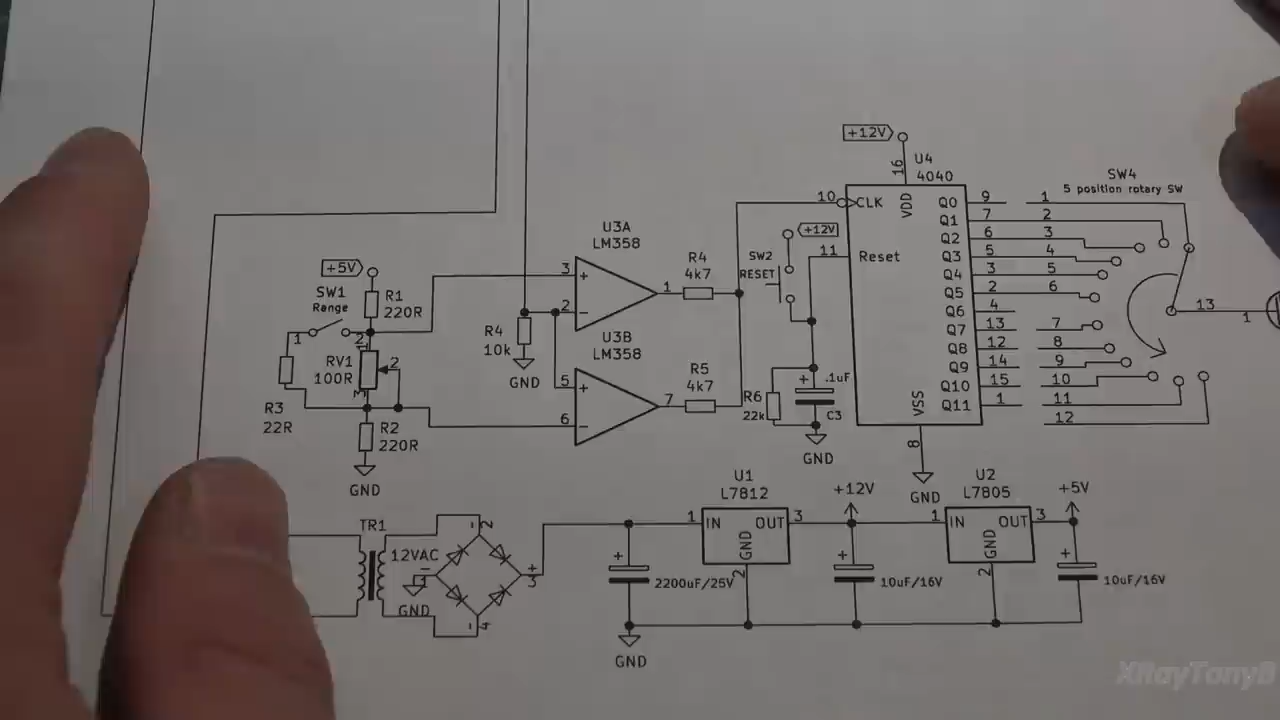 +12V
U4
4040
16
VDD
10
CLK
11
Reset
VSS
8
GND
Q0
Q1
Q2
Q3
Q4
Q5
Q6
Q7
Q8
Q9
Q10
Q11
9
7
6
5
3
2
4
13
12
14
15
1
SW4
5 position rotary SW
1
2
3
4
5
6
7
8
9
10
11
12
13
1
U3A
LM358
3
+
2
−
1
R4
4k7
+12V
SW2
RESET
U3B
LM358
5
+
6
−
7
R5
4k7
R4
10k
GND
R6
22k
+
.1uF
C3
GND
+5V
SW1
Range
R1
220R
1
2
1
RV1
100R
2
3
R3
22R
R2
220R
GND
TR1
12VAC
GND
2
+
3
4
U1
L7812
1
IN
OUT
3
GND
2
+
2200uF/25V
GND
+12V
+
10uF/16V
U2
L7805
1
IN
OUT
3
GND
2
+5V
+
10uF/16V
XRayTonyB